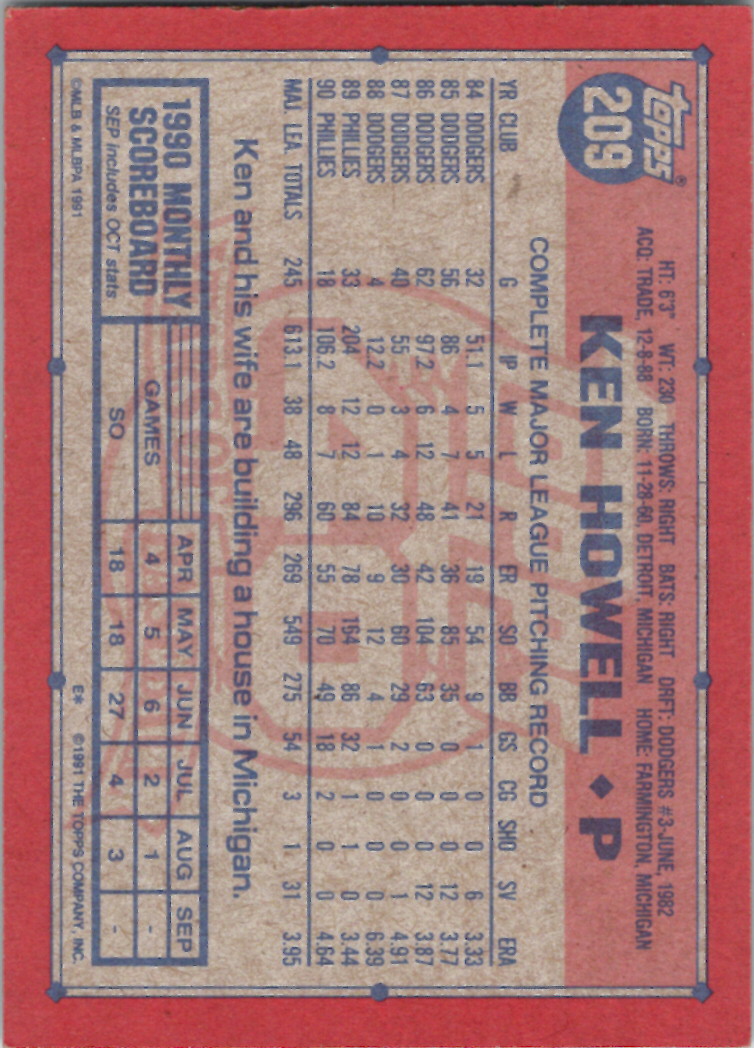 Topps®
209
HT: 6'3" WT: 230 THROWS: RIGHT BATS: RIGHT DRFT: DODGERS #3-JUNE, 1982
ACQ: TRADE, 12-8-88 BORN: 11-28-60, DETROIT, MICHIGAN HOME: FARMINGTON, MICHIGAN
KEN HOWELL ♦ P
COMPLETE MAJOR LEAGUE PITCHING RECORD
YR CLUB G IP W L R ER SO BB GS CG SHO SV ERA
84 DODGERS 32 51.1 5 5 21 19 54 9 1 0 0 6 3.33
85 DODGERS 56 86 4 7 41 36 85 35 0 0 0 12 3.77
86 DODGERS 62 97.2 6 12 48 42 104 63 0 0 0 12 3.87
87 DODGERS 40 55 3 4 32 30 60 29 2 0 0 1 4.91
88 DODGERS 4 12.2 0 1 10 9 12 4 1 0 0 0 6.39
89 PHILLIES 33 204 12 12 84 78 164 86 32 1 1 0 3.44
90 PHILLIES 18 106.2 8 7 60 55 70 49 18 2 0 0 4.64
MAJ. LEA. TOTALS 245 613.1 38 48 296 269 549 275 54 3 1 31 3.95
Ken and his wife are building a house in Michigan.
1990 MONTHLY
SCOREBOARD
SEP includes OCT stats
APR MAY JUN JUL AUG SEP
GAMES 4 5 6 2 1 -
SO 18 18 27 4 3 -
©MLB & MLBPA 1991
E* ©1991 THE TOPPS COMPANY, INC.